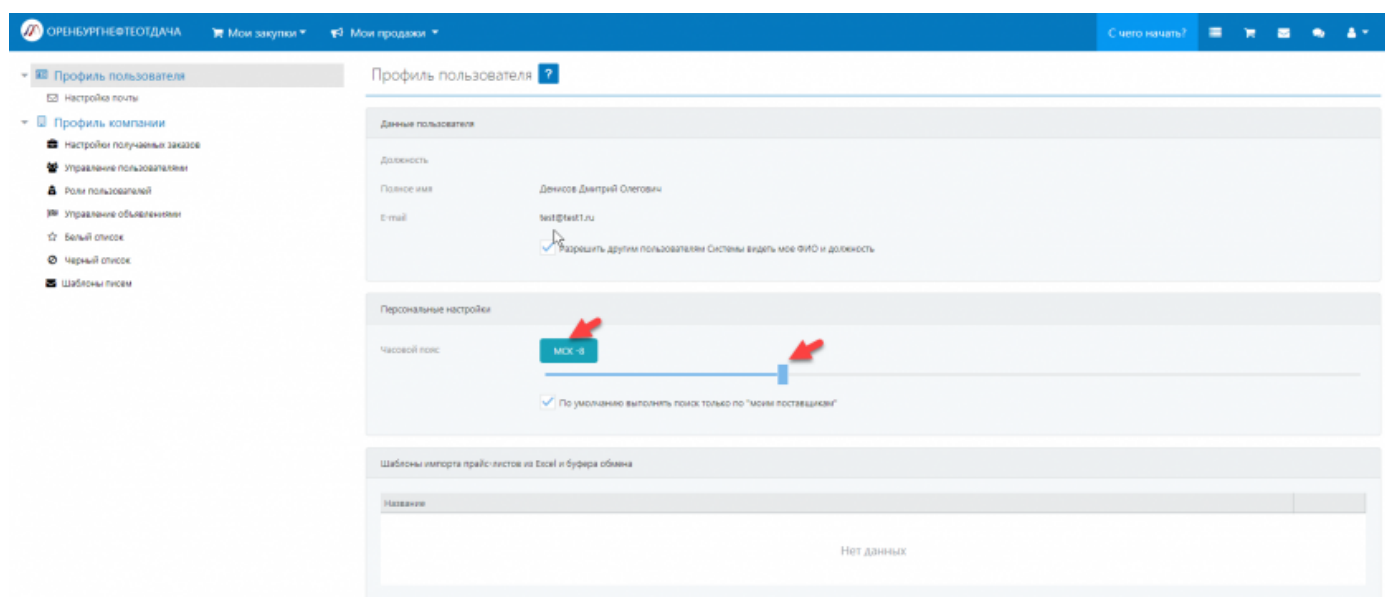 ОРЕНБУРГНЕФТЕОТДАЧА Мои закупки Мои продажи С чего начать?
Профиль пользователя
Настройка почты
Профиль компании
Настройки получаемых заказов
Управление пользователями
Роли пользователей
Управление объявлениями
Белый список
Черный список
Шаблоны писем
Профиль пользователя ?
Данные пользователя
Должность
Полное имя Денисов Дмитрий Олегович
E-mail test@test1.ru
Разрешить другим пользователям Системы видеть мое ФИО и должность
Персональные настройки
Часовой пояс МСК -8
По умолчанию выполнять поиск только по "моим поставщикам"
Шаблоны импорта прайс-листов из Excel и буфера обмена
Название
Нет данных